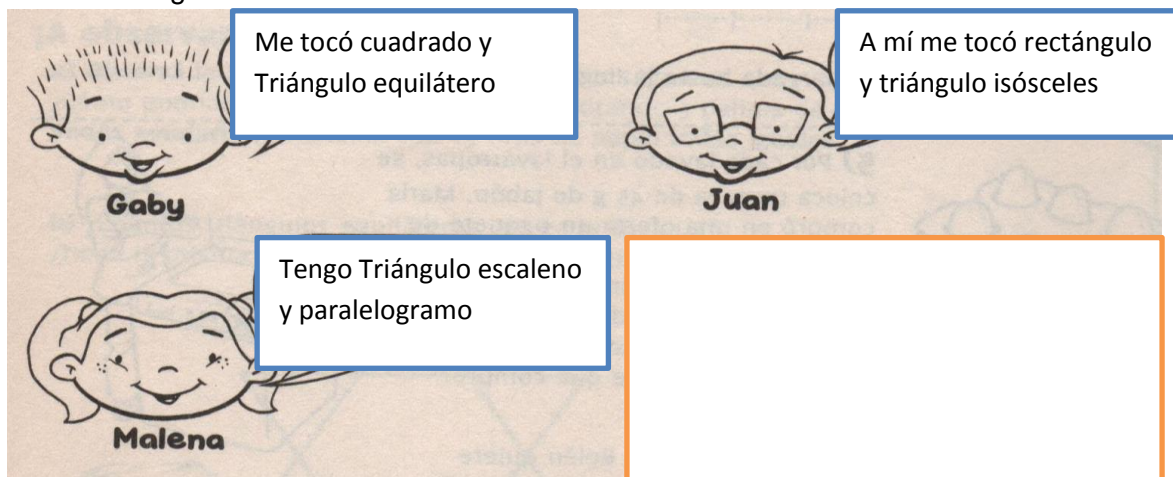 Me tocó cuadrado y
Triángulo equilátero
A mí me tocó rectángulo
y triángulo isósceles
Gaby
Juan
Tengo Triángulo escaleno
y paralelogramo
Malena